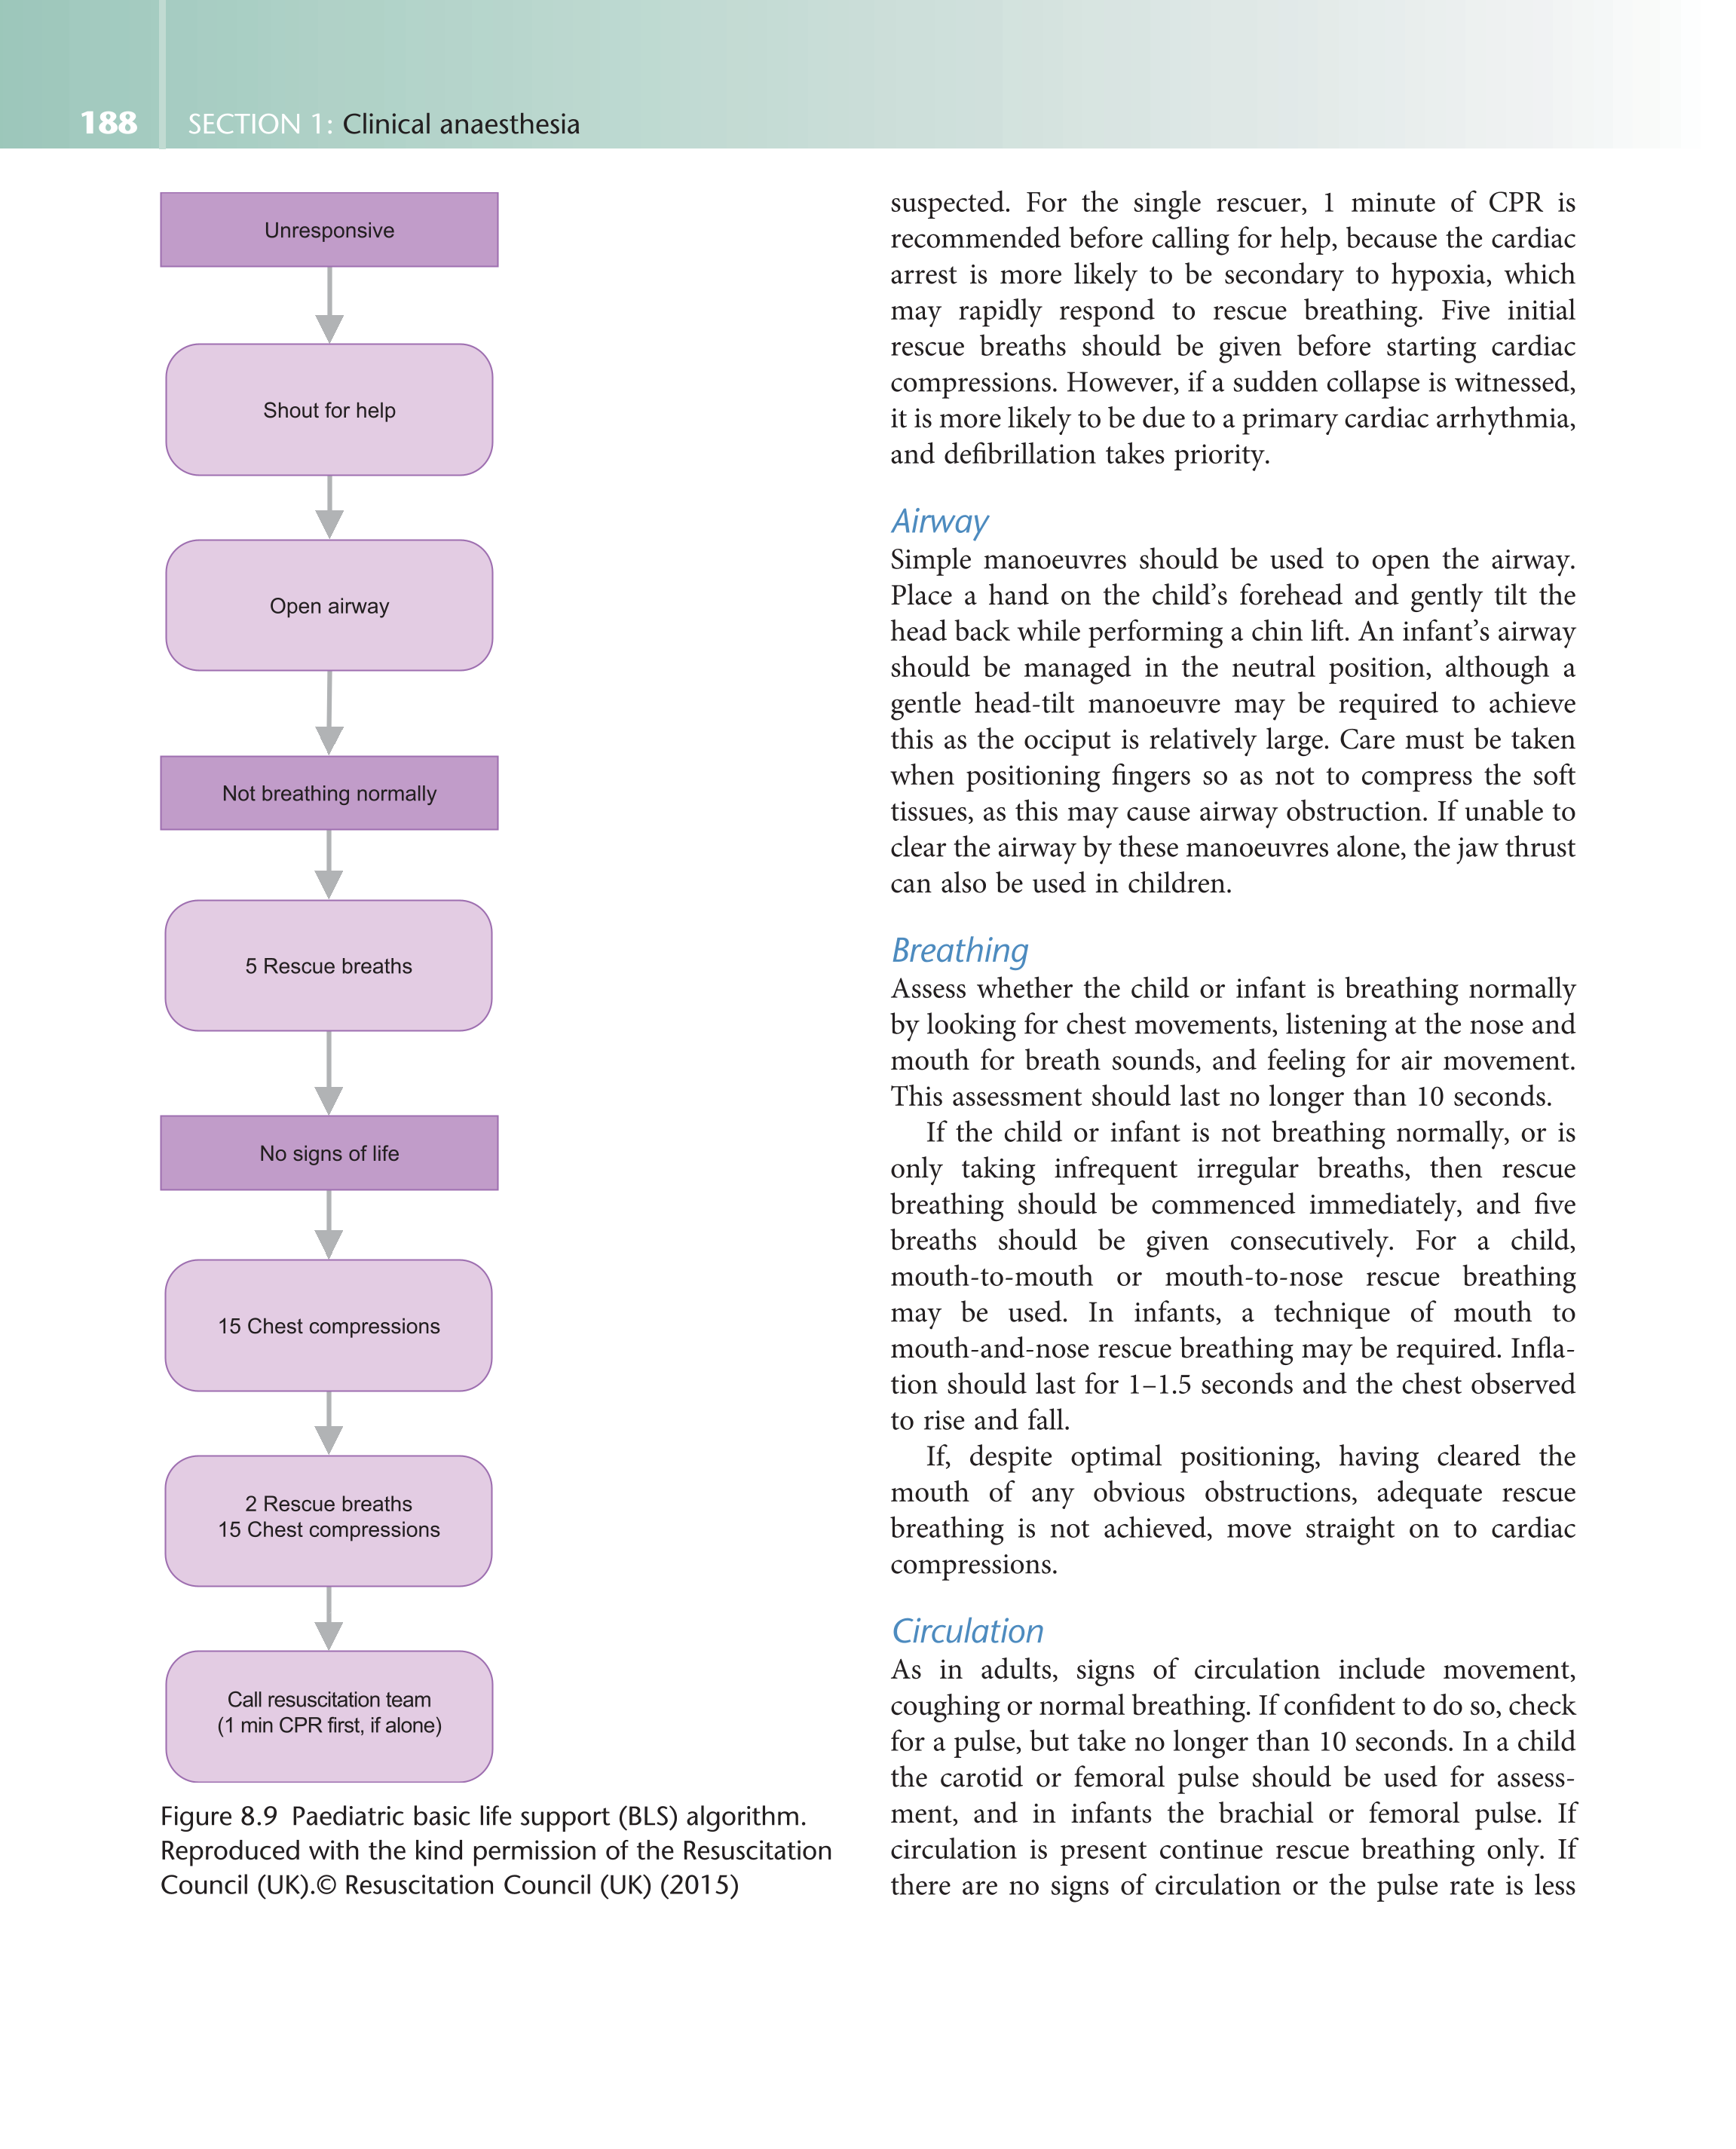 188 SECTION 1: Clinical anaesthesia
Unresponsive
Shout for help
Open airway
Not breathing normally
5 Rescue breaths
No signs of life
15 Chest compressions
2 Rescue breaths
15 Chest compressions
Call resuscitation team
(1 min CPR first, if alone)
Figure 8.9 Paediatric basic life support (BLS) algorithm.
Reproduced with the kind permission of the Resuscitation
Council (UK).© Resuscitation Council (UK) (2015)
suspected. For the single rescuer, 1 minute of CPR is
recommended before calling for help, because the cardiac
arrest is more likely to be secondary to hypoxia, which
may rapidly respond to rescue breathing. Five initial
rescue breaths should be given before starting cardiac
compressions. However, if a sudden collapse is witnessed,
it is more likely to be due to a primary cardiac arrhythmia,
and defibrillation takes priority.
Airway
Simple manoeuvres should be used to open the airway.
Place a hand on the child's forehead and gently tilt the
head back while performing a chin lift. An infant's airway
should be managed in the neutral position, although a
gentle head-tilt manoeuvre may be required to achieve
this as the occiput is relatively large. Care must be taken
when positioning fingers so as not to compress the soft
tissues, as this may cause airway obstruction. If unable to
clear the airway by these manoeuvres alone, the jaw thrust
can also be used in children.
Breathing
Assess whether the child or infant is breathing normally
by looking for chest movements, listening at the nose and
mouth for breath sounds, and feeling for air movement.
This assessment should last no longer than 10 seconds.
If the child or infant is not breathing normally, or is
only taking infrequent irregular breaths, then rescue
breathing should be commenced immediately, and five
breaths should be given consecutively. For a child,
mouth-to-mouth or mouth-to-nose rescue breathing
may be used. In infants, a technique of mouth to
mouth-and-nose rescue breathing may be required. Infla-
tion should last for 1–1.5 seconds and the chest observed
to rise and fall.
If, despite optimal positioning, having cleared the
mouth of any obvious obstructions, adequate rescue
breathing is not achieved, move straight on to cardiac
compressions.
Circulation
As in adults, signs of circulation include movement,
coughing or normal breathing. If confident to do so, check
for a pulse, but take no longer than 10 seconds. In a child
the carotid or femoral pulse should be used for assess-
ment, and in infants the brachial or femoral pulse. If
circulation is present continue rescue breathing only. If
there are no signs of circulation or the pulse rate is less